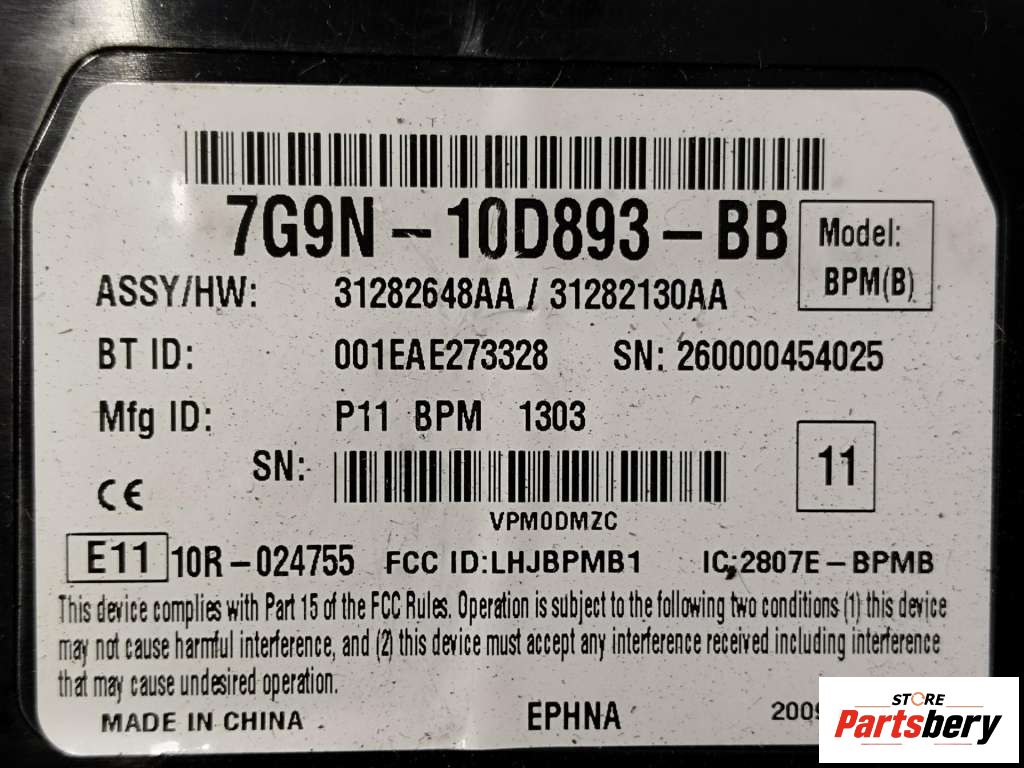 7G9N - 10D893 - BB
Model:
BPM(B)
ASSY/HW: 31282648AA / 31282130AA
BT ID: 001EAE273328 SN: 260000454025
Mfg ID: P11 BPM 1303
SN:
11
CE
VPM0DMZC
E11 10R-024755 FCC ID:LHJBPMB1 IC:2807E-BPMB
This device complies with Part 15 of the FCC Rules. Operation is subject to the following two conditions (1) this device
may not cause harmful interference, and (2) this device must accept any interference received including interference
that may cause undesired operation.
MADE IN CHINA EPHNA
STORE
Partsbery